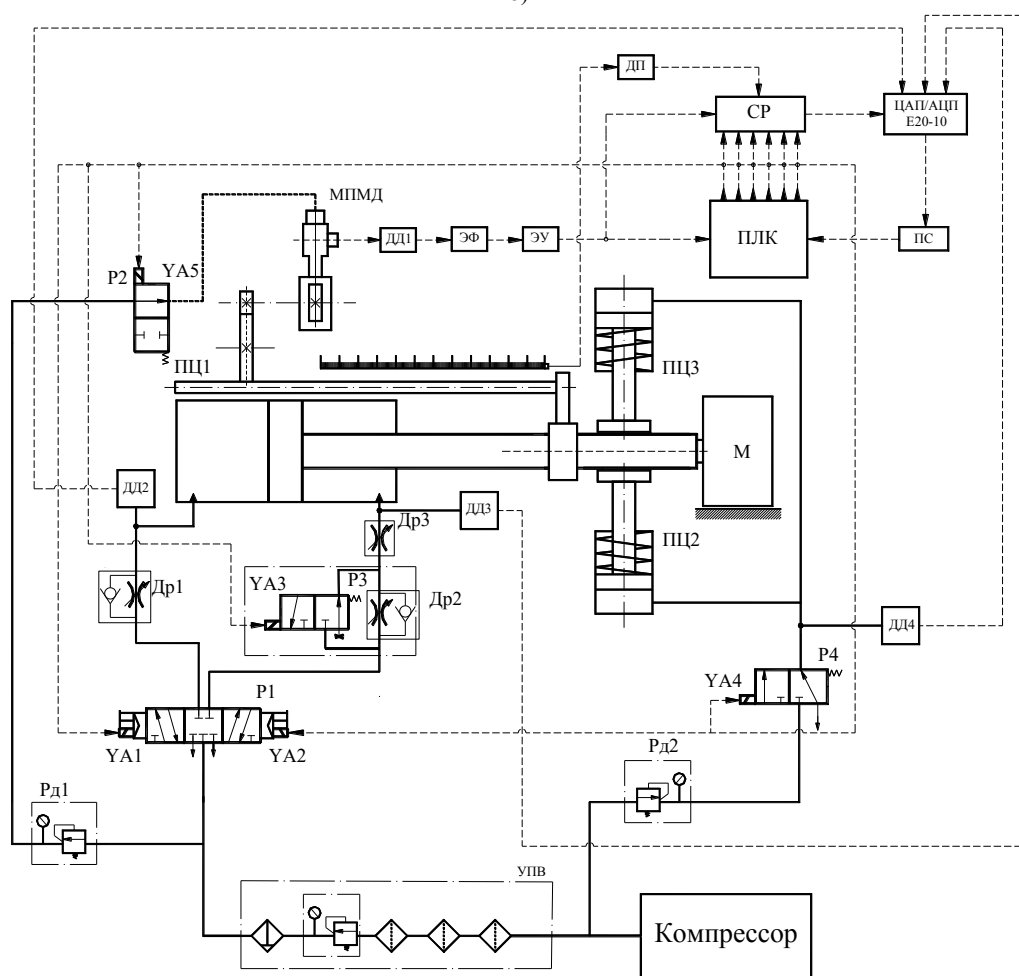 ДП
СР
ЦАП/АЦП
Е20-10
МПМД
ДД1
ЭФ
ЭУ
ПЛК
ПС
Р2
YA5
ПЦ1
ПЦ3
М
ДД2
ДД3
Др3
ПЦ2
YA3
Р3
Др2
Др1
ДД4
Р4
YA4
Р1
YA1
YA2
Рд2
Рд1
УПВ
Компрессор